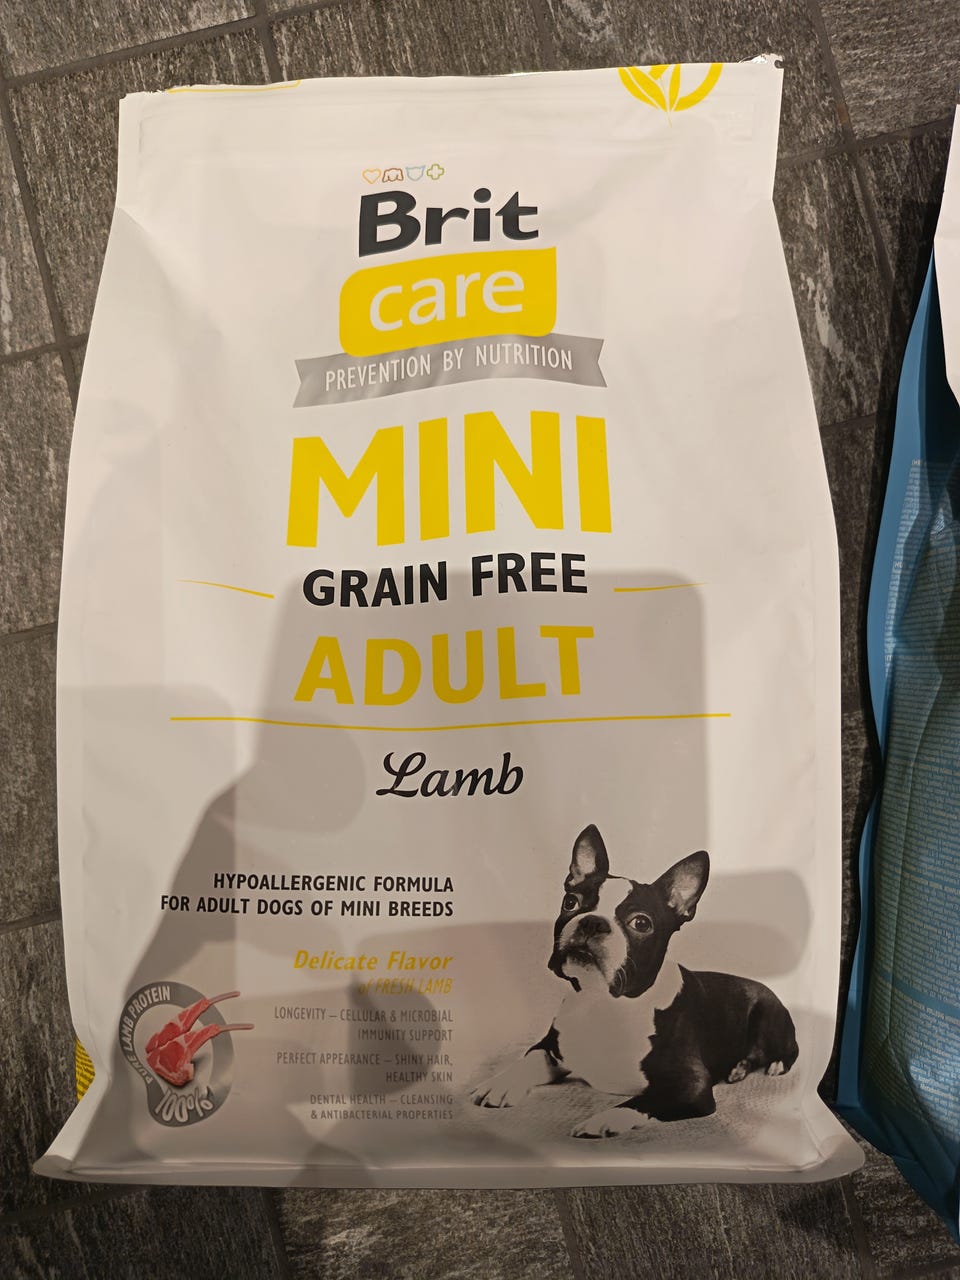 Brit
care
PREVENTION BY NUTRITION
MINI
GRAIN FREE
ADULT
Lamb
HYPOALLERGENIC FORMULA
FOR ADULT DOGS OF MINI BREEDS
Delicate Flavor
of FRESH LAMB
LONGEVITY – CELLULAR & MICROBIAL
IMMUNITY SUPPORT
PERFECT APPEARANCE – SHINY HAIR,
HEALTHY SKIN
DENTAL HEALTH – CLEANSING
& ANTIBACTERIAL PROPERTIES
PURE LAMB PROTEIN
100%